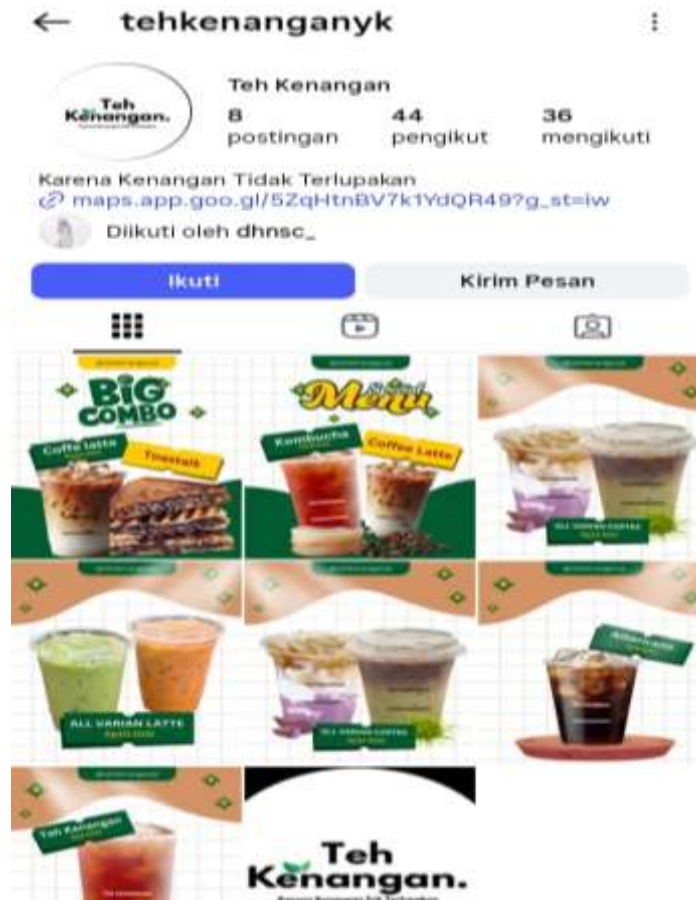 tehkenanganyk
Teh
Kenangan.
Teh Kenangan
8
postingan
44
pengikut
36
mengikuti
Karena Kenangan Tidak Terlupakan
maps.app.goo.gl/5ZqHtnBV7k1YdQR49?g_st=iw
Diikuti oleh dhnsc_
Ikuti
Kirim Pesan
BIG
COMBO
Coffe latte
Menu
Kombucha
Coffee Latte
ALL VARIAN LATTE
Teh Kenangan
Teh
Kenangan.